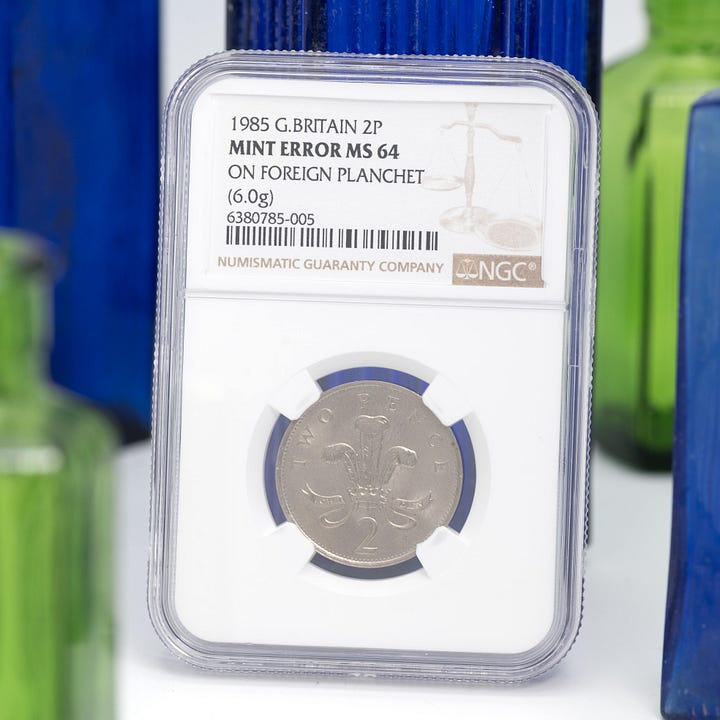 1985 G.BRITAIN 2P
MINT ERROR MS 64
ON FOREIGN PLANCHET
(6.0g)
6380785-005
NUMISMATIC GUARANTY COMPANY NGC®
TWO PENCE
2